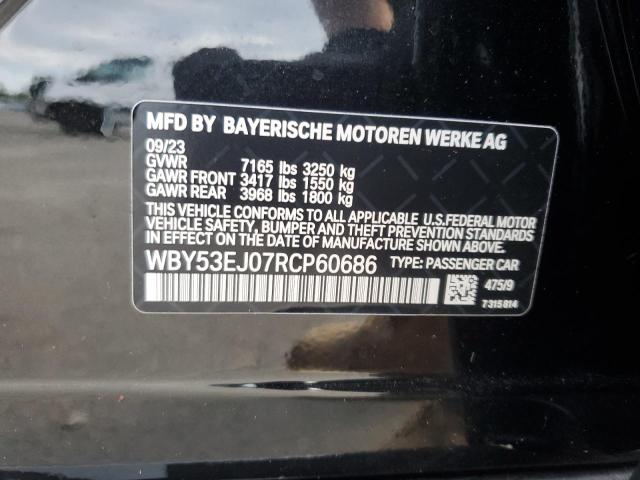 MFD BY BAYERISCHE MOTOREN WERKE AG
09/23
GVWR 7165 lbs 3250 kg
GAWR FRONT 3417 lbs 1550 kg
GAWR REAR 3968 lbs 1800 kg
THIS VEHICLE CONFORMS TO ALL APPLICABLE U.S.FEDERAL MOTOR
VEHICLE SAFETY, BUMPER, AND THEFT PREVENTION STANDARDS
IN EFFECT ON THE DATE OF MANUFACTURE SHOWN ABOVE.
WBY53EJ07RCP60686 TYPE: PASSENGER CAR
475/9
7315814